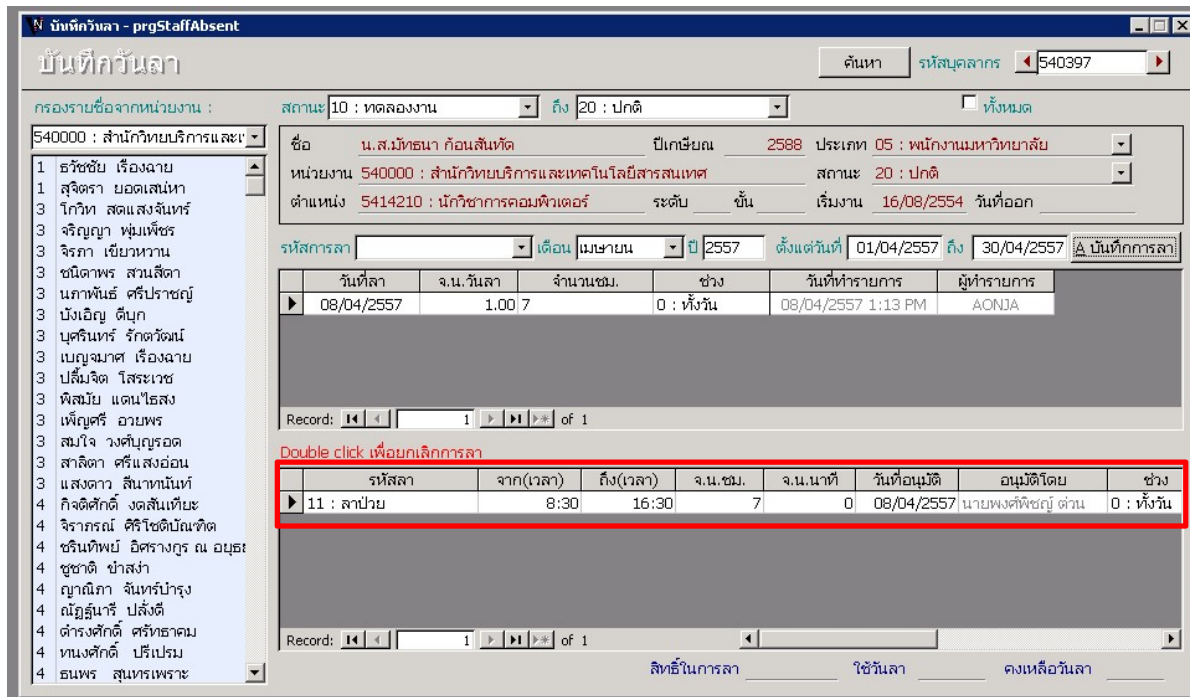 บันทึกวันลา - prgStaffAbsent
บันทึกวันลา
ค้นหา รหัสบุคลากร 540397
กรองรายชื่อจากหน่วยงาน :
สถานะ 10 : ทดลองงาน ถึง 20 : ปกติ ทั้งหมด
540000 : สำนักวิทยบริการและเ
ชื่อ น.ส.มัทธนา ก้อนสันทัด ปีเกษียณ 2588 ประเภท 05 : พนักงานมหาวิทยาลัย
หน่วยงาน 540000 : สำนักวิทยบริการและเทคโนโลยีสารสนเทศ สถานะ 20 : ปกติ
ตำแหน่ง 5414210 : นักวิชาการคอมพิวเตอร์ ระดับ ขั้น เริ่มงาน 16/08/2554 วันที่ออก
1 ธวัชชัย เรืองฉาย
1 สุจิตรา ยอดเสน่หา
3 โกวิท สดแสงจันทร์
3 จริญญา พุ่มเพ็ชร
3 จิรภา เขียวหวาน
3 ชนิดาพร สวนสีดา
3 นภาพันธ์ ศรีปราชญ์
3 บังเอิญ ดีบุก
3 บุศรินทร์ รักตวัฒน์
3 เบญจมาศ เรืองฉาย
3 ปลื้มจิต โสระเวช
3 พิสมัย แดนไธสง
3 เพ็ญศรี อวยพร
3 สมใจ วงศ์บุญรอด
3 สาลิตา ศรีแสงอ่อน
3 แสงดาว สีนาทนันท์
4 กิจติศักดิ์ งดสันเทียะ
4 จิราภรณ์ ศิริโชติบัณฑิต
4 ชรินทิพย์ อิศรางกูร ณ อยุธย
4 ชูชาติ ขำสง่า
4 ญาณิภา จันทร์บำรุง
4 ณัฏฐ์นารี ปลั่งดี
4 ดำรงศักดิ์ ศรัทธาคม
4 ทนงศักดิ์ ปรีเปรม
4 ธนพร สุนทรเพราะ
รหัสการลา เดือน เมษายน ปี 2557 ตั้งแต่วันที่ 01/04/2557 ถึง 30/04/2557 A บันทึกการลา
วันที่ลา จ.น.วันลา จำนวนชม. ช่วง วันที่ทำรายการ ผู้ทำรายการ
08/04/2557 1.00 7 0 : ทั้งวัน 08/04/2557 1:13 PM AONJA
Record: 1 of 1
Double click เพื่อยกเลิกการลา
รหัสลา จาก(เวลา) ถึง(เวลา) จ.น.ชม. จ.น.นาที วันที่อนุมัติ อนุมัติโดย ช่วง
11 : ลาป่วย 8:30 16:30 7 0 08/04/2557 นายพงศ์พิชญ์ ต่วน 0 : ทั้งวัน
Record: 1 of 1
สิทธิ์ในการลา ใช้วันลา คงเหลือวันลา